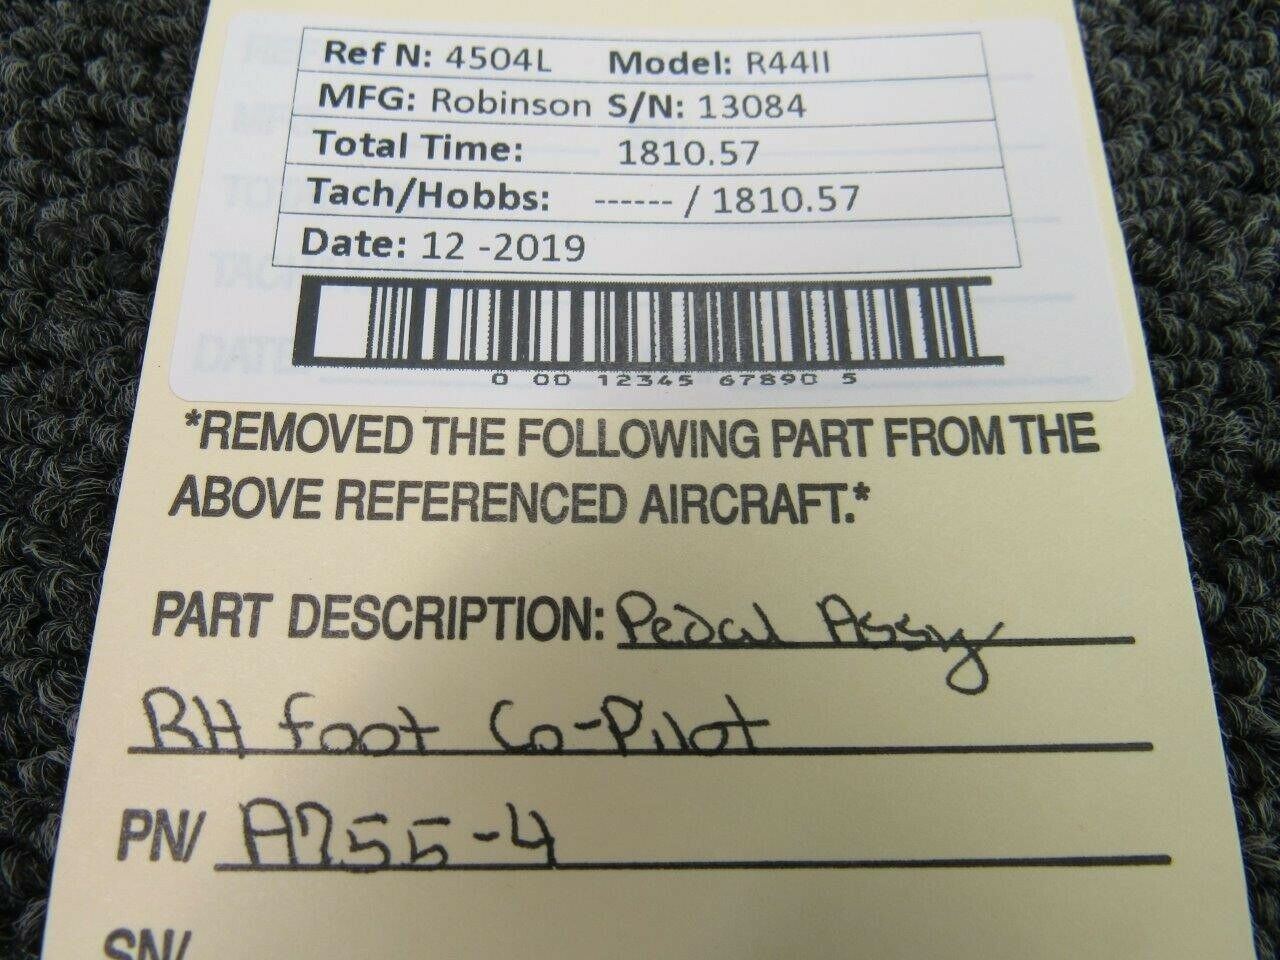 Ref N: 4504L Model: R44II
MFG: Robinson S/N: 13084
Total Time: 1810.57
Tach/Hobbs: ------ / 1810.57
Date: 12 -2019
0 00 12345 67890 5
*REMOVED THE FOLLOWING PART FROM THE
ABOVE REFERENCED AIRCRAFT.*
PART DESCRIPTION: Pedal Assy
RH foot Co-Pilot
PN/ A755-4
SN/